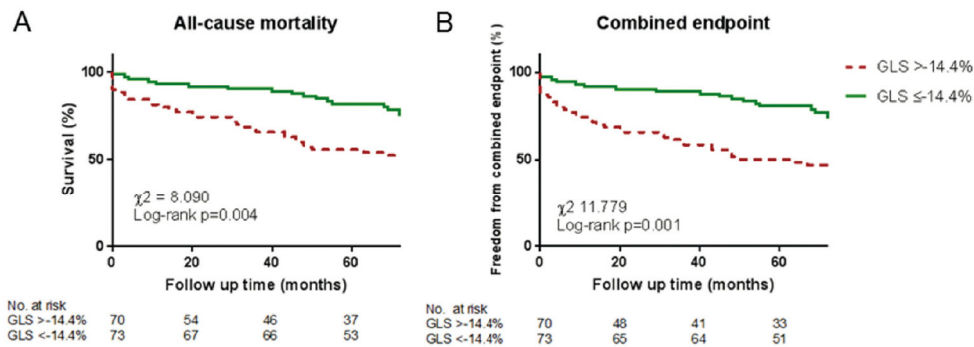 A
All-cause mortality
Survival (%)
100
50
0
χ2 = 8.090
Log-rank p=0.004
0 20 40 60
Follow up time (months)
No. at risk
GLS >-14.4% 70 54 46 37
GLS <-14.4% 73 67 66 53
B
Combined endpoint
Freedom from combined endpoint (%)
100
50
0
χ2 11.779
Log-rank p=0.001
0 20 40 60
Follow up time (months)
No. at risk
GLS >-14.4% 70 48 41 33
GLS <-14.4% 73 65 64 51
GLS >-14.4%
GLS ≤-14.4%